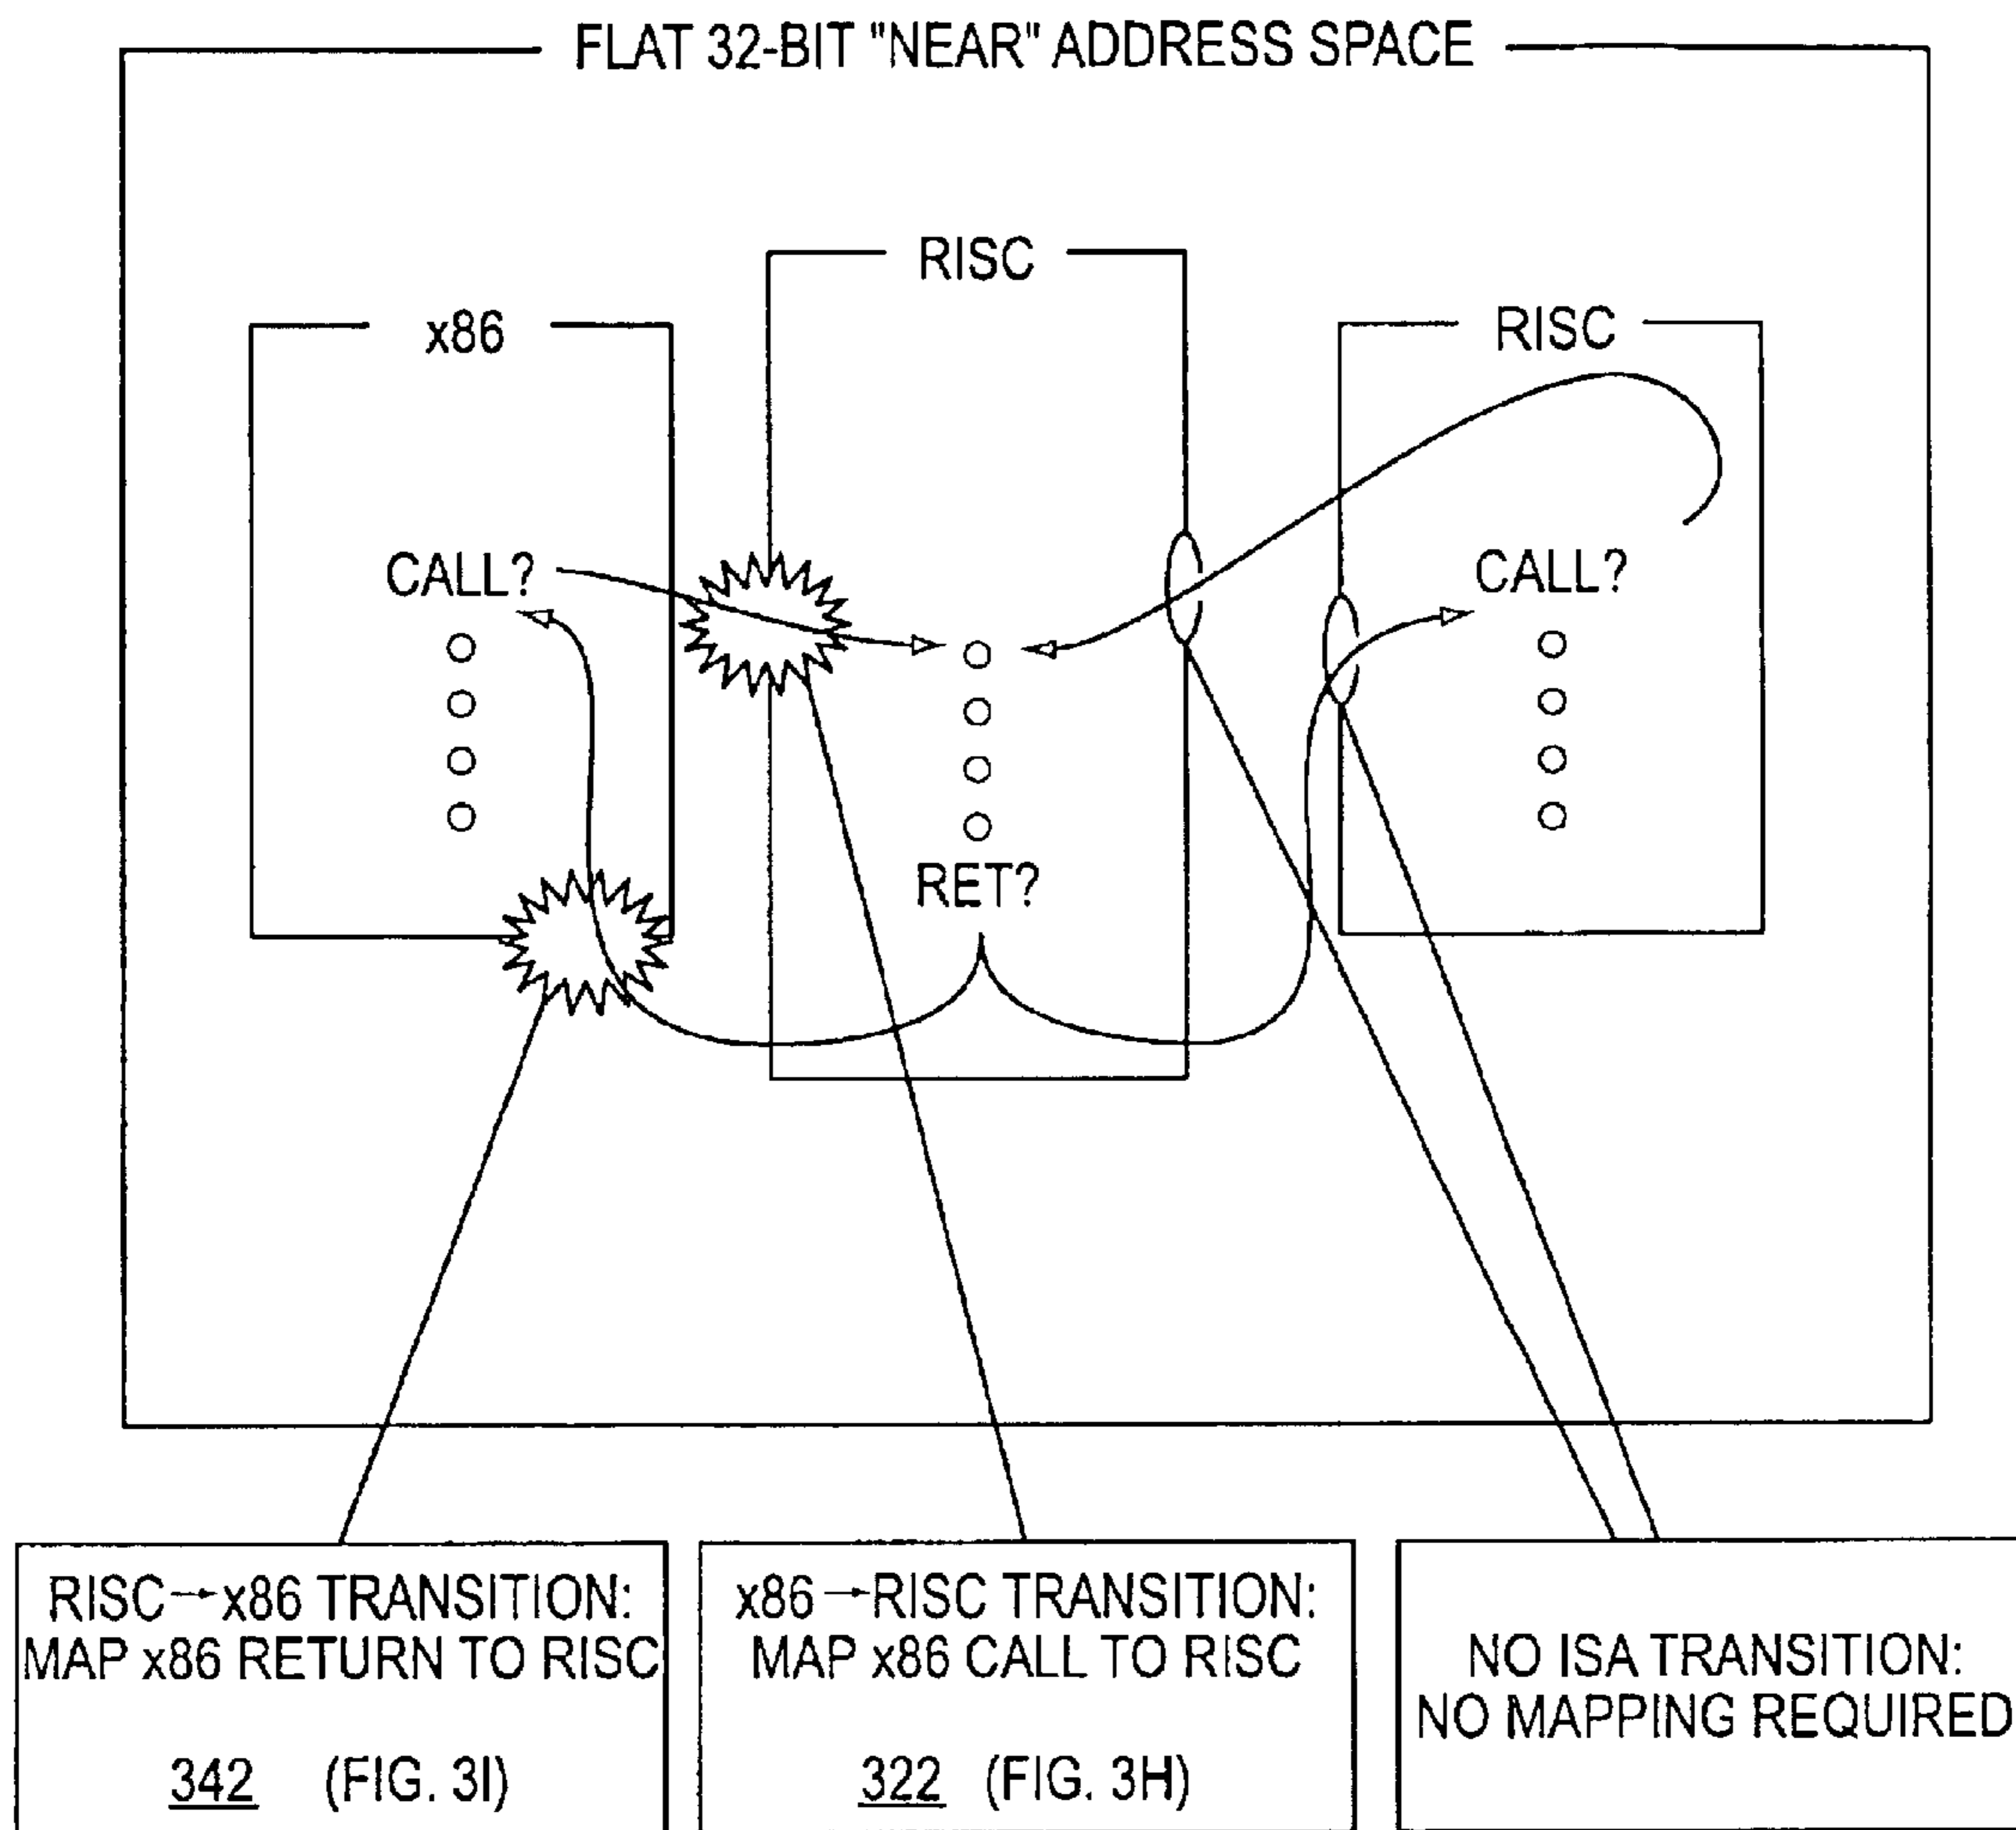 FLAT 32-BIT "NEAR" ADDRESS SPACE
RISC
x86
RISC
CALL?
CALL?
RET?
RISC→x86 TRANSITION:
MAP x86 RETURN TO RISC
342 (FIG. 3I)
x86→RISC TRANSITION:
MAP x86 CALL TO RISC
322 (FIG. 3H)
NO ISA TRANSITION:
NO MAPPING REQUIRED